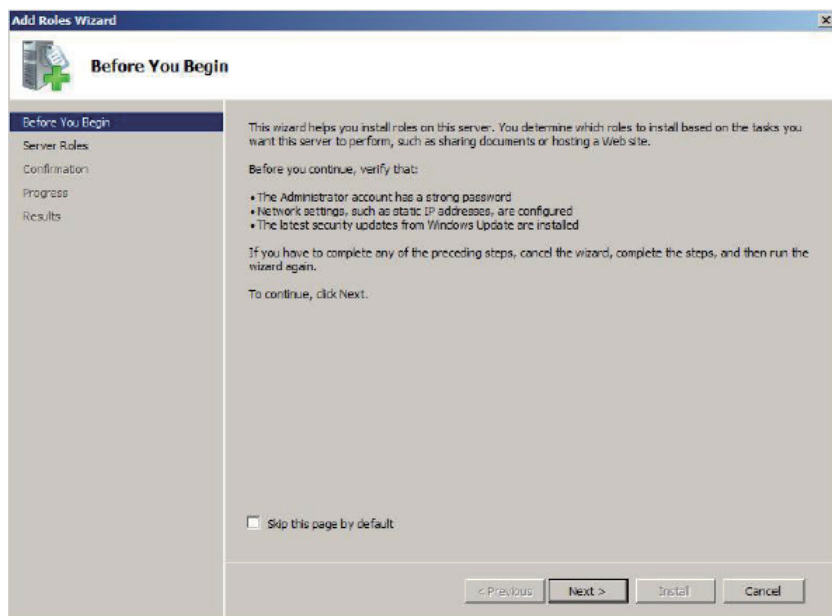 Add Roles Wizard
Before You Begin
Before You Begin
Server Roles
Confirmation
Progress
Results
This wizard helps you install roles on this server. You determine which roles to install based on the tasks you
want this server to perform, such as sharing documents or hosting a Web site.
Before you continue, verify that:
• The Administrator account has a strong password
• Network settings, such as static IP addresses, are configured
• The latest security updates from Windows Update are installed
If you have to complete any of the preceding steps, cancel the wizard, complete the steps, and then run the
wizard again.
To continue, click Next.
Skip this page by default
< Previous Next > Install Cancel